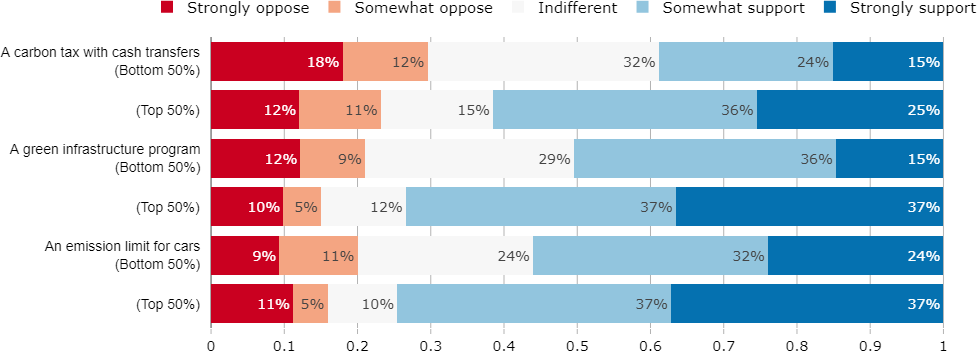 Strongly oppose Somewhat oppose Indifferent Somewhat support Strongly support
A carbon tax with cash transfers
(Bottom 50%)
18% 12% 32% 24% 15%
(Top 50%)
12% 11% 15% 36% 25%
A green infrastructure program
(Bottom 50%)
12% 9% 29% 36% 15%
(Top 50%)
10% 5% 12% 37% 37%
An emission limit for cars
(Bottom 50%)
9% 11% 24% 32% 24%
(Top 50%)
11% 5% 10% 37% 37%
0 0.1 0.2 0.3 0.4 0.5 0.6 0.7 0.8 0.9 1